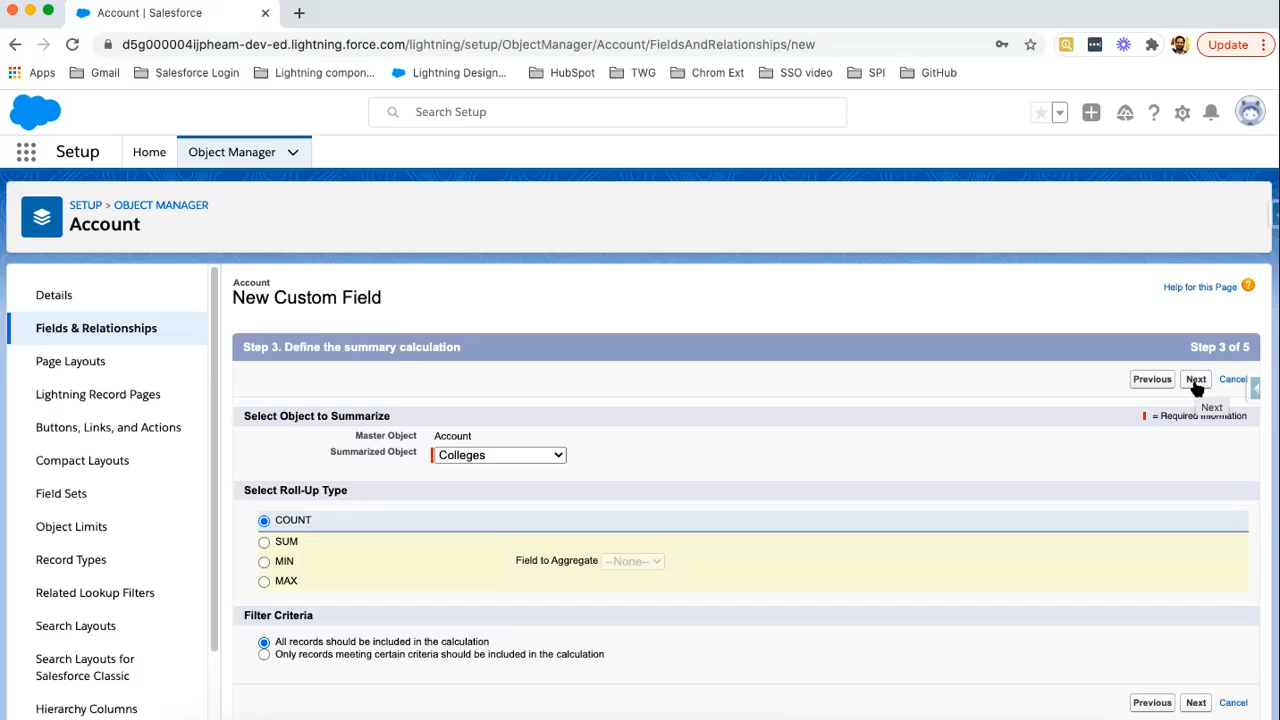 Account | Salesforce
d5g000004ijpheam-dev-ed.lightning.force.com/lightning/setup/ObjectManager/Account/FieldsAndRelationships/new
Update
Apps Gmail Salesforce Login Lightning compon... Lightning Design... HubSpot TWG Chrom Ext SSO video SPI GitHub
Search Setup
Setup Home Object Manager
SETUP > OBJECT MANAGER
Account
Details
Fields & Relationships
Page Layouts
Lightning Record Pages
Buttons, Links, and Actions
Compact Layouts
Field Sets
Object Limits
Record Types
Related Lookup Filters
Search Layouts
Search Layouts for
Salesforce Classic
Hierarchy Columns
Account
New Custom Field
Help for this Page
Step 3. Define the summary calculation Step 3 of 5
Previous Next Cancel
Next
Select Object to Summarize = Required Information
Master Object Account
Summarized Object Colleges
Select Roll-Up Type
COUNT
SUM
MIN Field to Aggregate --None--
MAX
Filter Criteria
All records should be included in the calculation
Only records meeting certain criteria should be included in the calculation
Previous Next Cancel